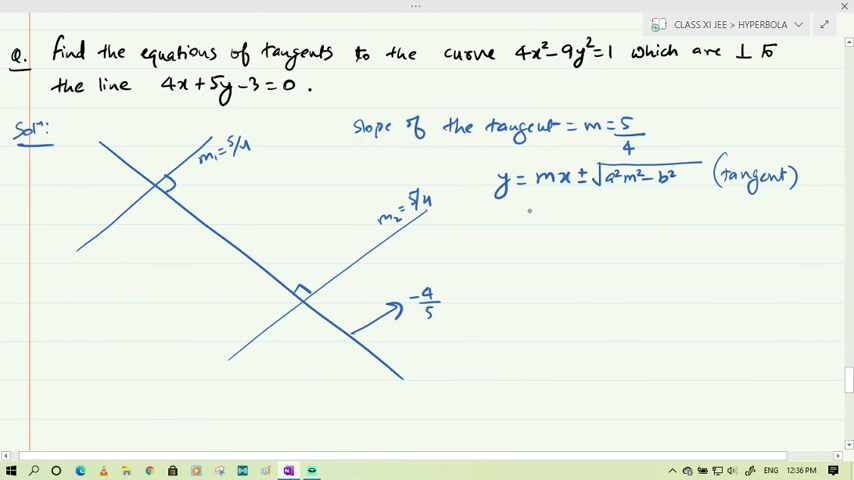 CLASS XI JEE > HYPERBOLA
Q. find the equations of tangents to the curve 4x² - 9y² = 1 which are ⊥ to
the line 4x + 5y - 3 = 0 .
Solⁿ:
slope of the tangent = m = 5/4
m₁ = 5/4
y = mx ± √a²m² - b² (tangent)
m₂ = 5/4
-4/5
ENG 12:36 PM